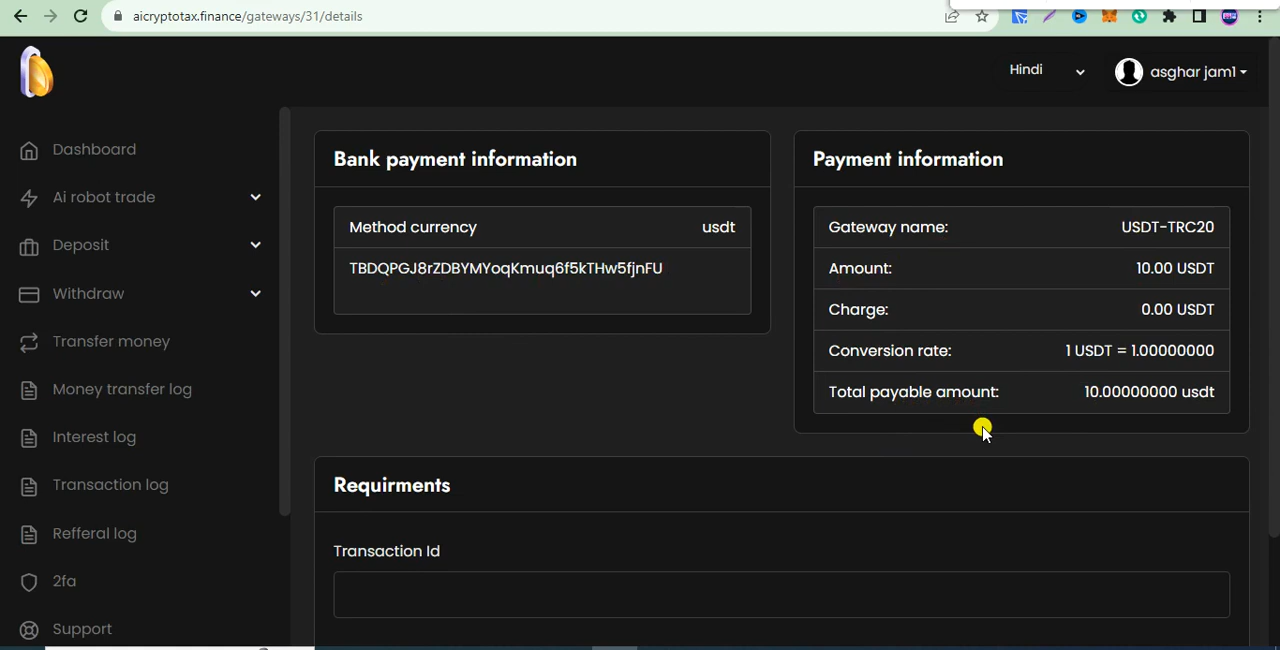 aicryptotax.finance/gateways/31/details
Hindi
asghar jam1
Dashboard
Ai robot trade
Deposit
Withdraw
Transfer money
Money transfer log
Interest log
Transaction log
Refferal log
2fa
Support
Bank payment information
Method currency usdt
TBDQPGJ8rZDBYMYoqKmuq6f5kTHw5fjnFU
Payment information
Gateway name: USDT-TRC20
Amount: 10.00 USDT
Charge: 0.00 USDT
Conversion rate: 1 USDT = 1.00000000
Total payable amount: 10.00000000 usdt
Requirments
Transaction Id